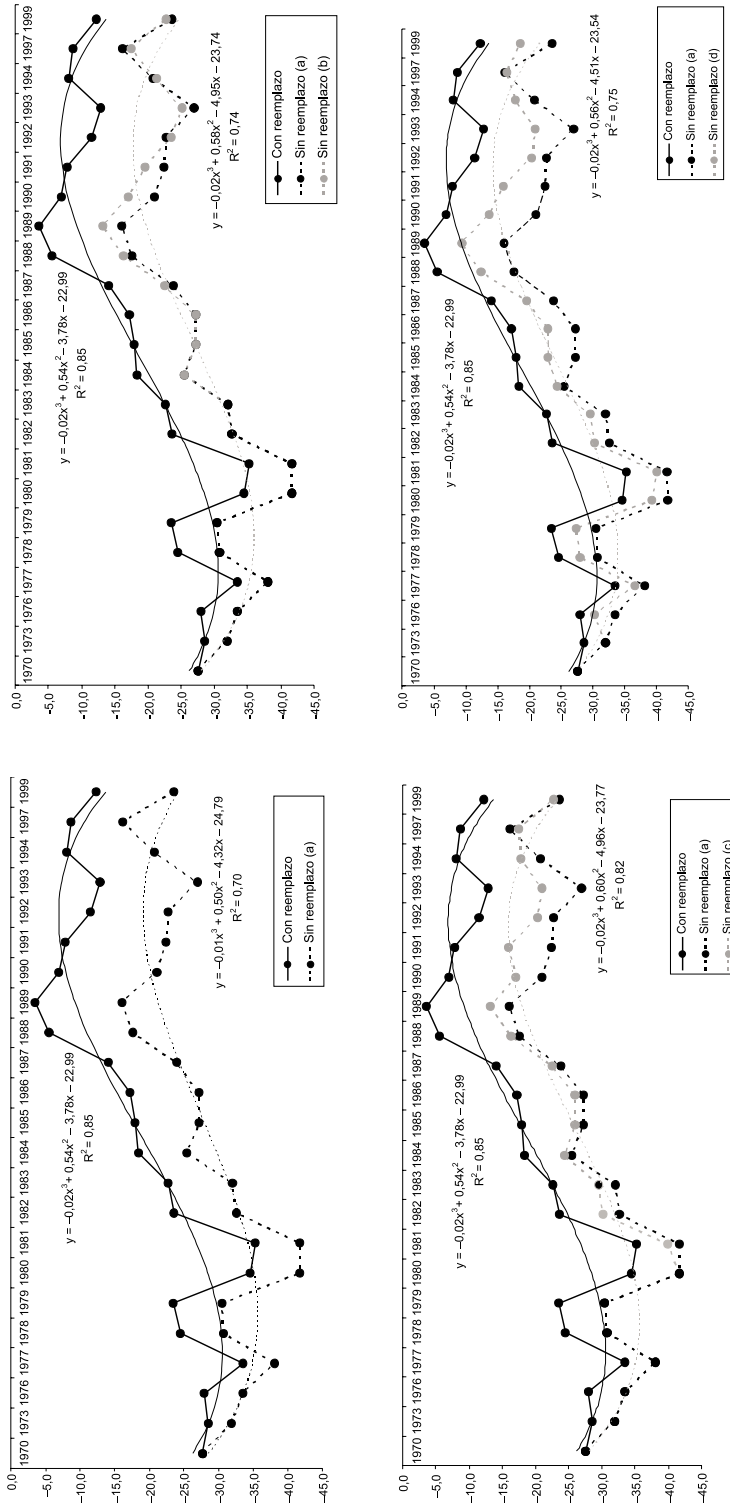 1970 1973 1976 1977 1978 1979 1980 1981 1982 1983 1984 1985 1986 1987 1988 1989 1990 1991 1992 1993 1994 1997 1999
0,0
–5,0
–10,0
–15,0
–20,0
–25,0
–30,0
–35,0
–40,0
–45,0
y = –0,02x³ + 0,54x² – 3,78x – 22,99
R² = 0,85
y = –0,01x³ + 0,50x² – 4,32x – 24,79
R² = 0,70
Con reemplazo
Sin reemplazo (a)
1970 1973 1976 1977 1978 1979 1980 1981 1982 1983 1984 1985 1986 1987 1988 1989 1990 1991 1992 1993 1994 1997 1999
0,0
–5,0
–10,0
–15,0
–20,0
–25,0
–30,0
–35,0
–40,0
–45,0
y = –0,02x³ + 0,54x² – 3,78x – 22,99
R² = 0,85
y = –0,02x³ + 0,58x² – 4,95x – 23,74
R² = 0,74
Con reemplazo
Sin reemplazo (a)
Sin reemplazo (b)
1970 1973 1976 1977 1978 1979 1980 1981 1982 1983 1984 1985 1986 1987 1988 1989 1990 1991 1992 1993 1994 1997 1999
0,0
–5,0
–10,0
–15,0
–20,0
–25,0
–30,0
–35,0
–40,0
–45,0
y = –0,02x³ + 0,54x² – 3,78x – 22,99
R² = 0,85
y = –0,02x³ + 0,60x² – 4,96x – 23,77
R² = 0,82
Con reemplazo
Sin reemplazo (a)
Sin reemplazo (c)
1970 1973 1976 1977 1978 1979 1980 1981 1982 1983 1984 1985 1986 1987 1988 1989 1990 1991 1992 1993 1994 1997 1999
0,0
–5,0
–10,0
–15,0
–20,0
–25,0
–30,0
–35,0
–40,0
–45,0
y = –0,02x³ + 0,54x² – 3,78x – 22,99
R² = 0,85
y = –0,02x³ + 0,56x² – 4,51x – 23,54
R² = 0,75
Con reemplazo
Sin reemplazo (a)
Sin reemplazo (d)